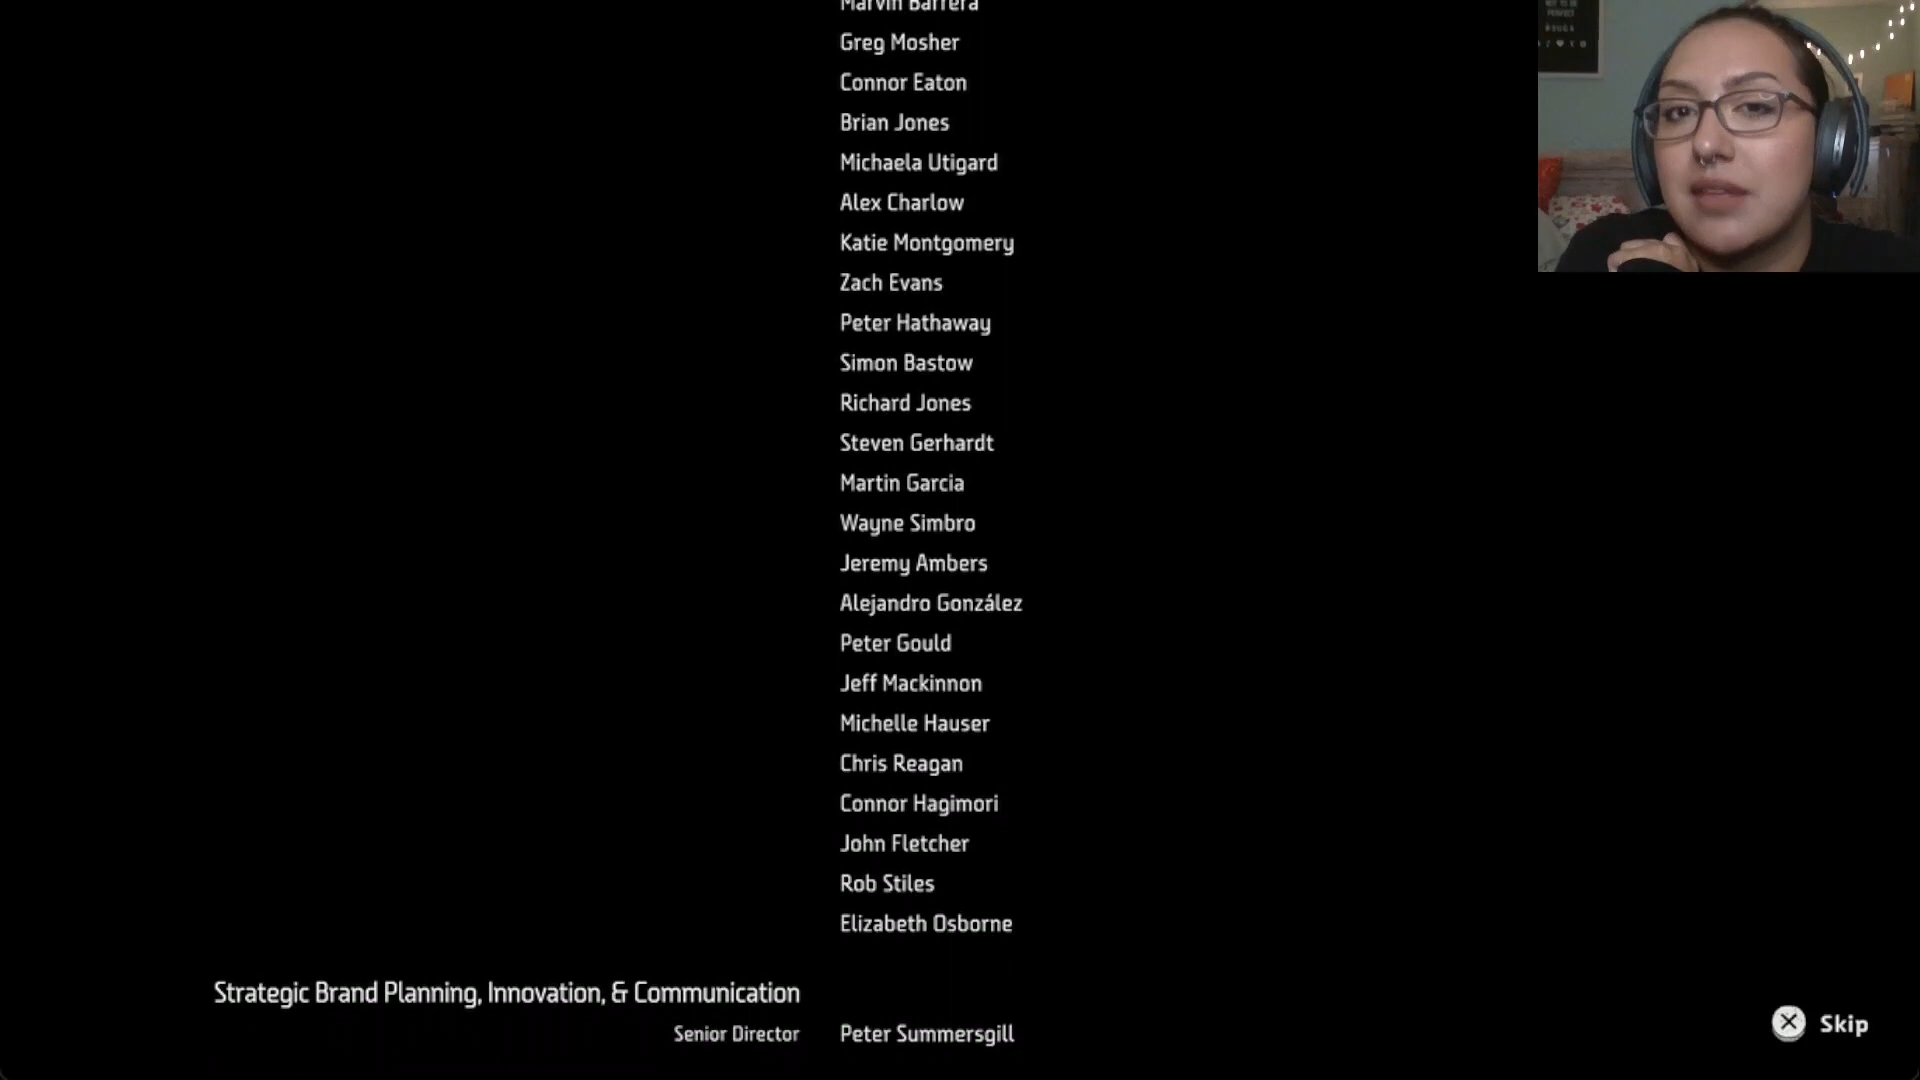 Marvin Barrera
Greg Mosher
Connor Eaton
Brian Jones
Michaela Utigard
Alex Charlow
Katie Montgomery
Zach Evans
Peter Hathaway
Simon Bastow
Richard Jones
Steven Gerhardt
Martin Garcia
Wayne Simbro
Jeremy Ambers
Alejandro González
Peter Gould
Jeff Mackinnon
Michelle Hauser
Chris Reagan
Connor Hagimori
John Fletcher
Rob Stiles
Elizabeth Osborne
Strategic Brand Planning, Innovation, & Communication
Senior Director Peter Summersgill
Skip